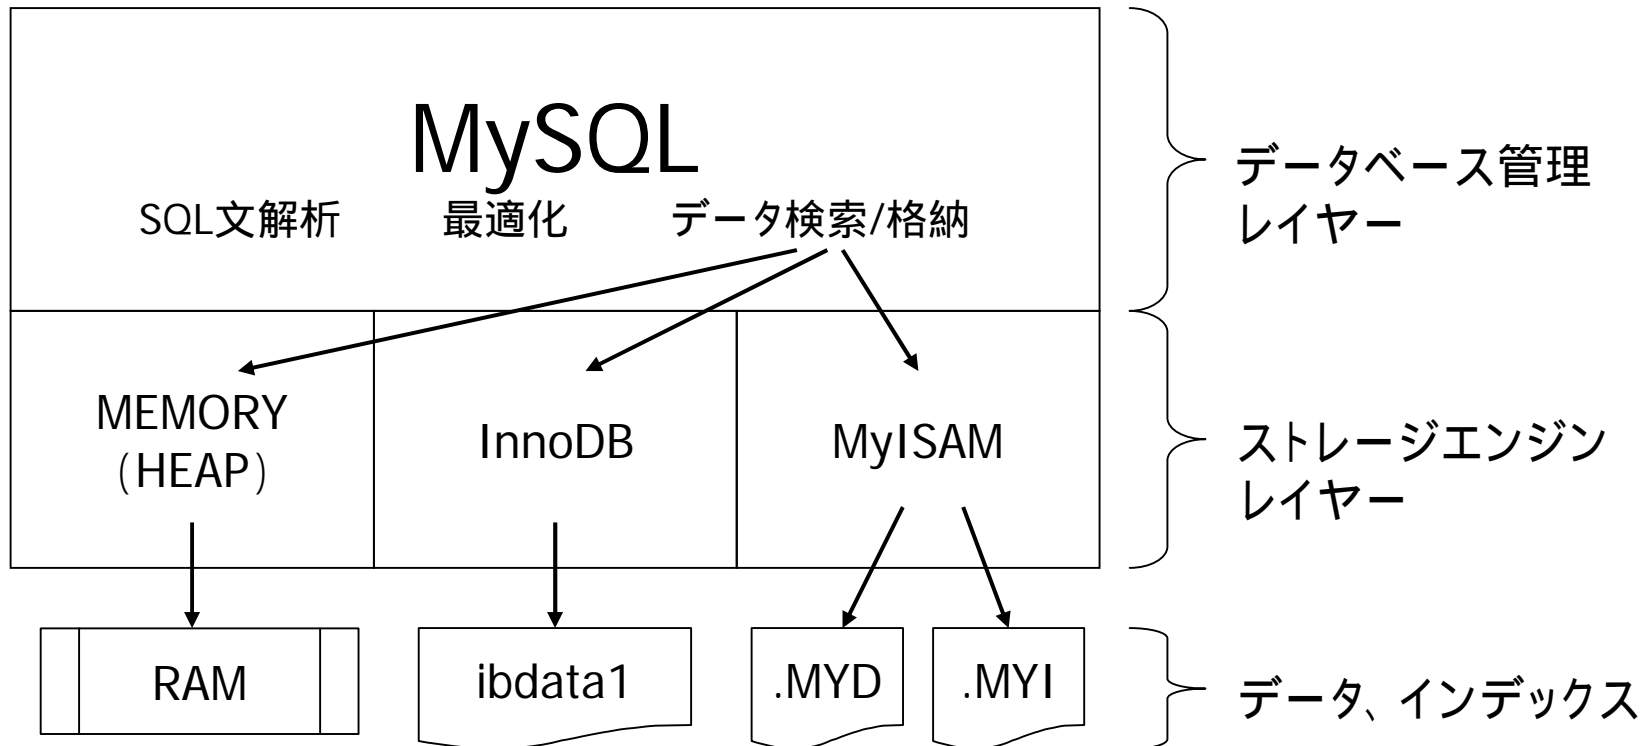 MySQL
SQL文解析 最適化 データ検索/格納
データベース管理
レイヤー
MEMORY
(HEAP)
InnoDB
MyISAM
ストレージエンジン
レイヤー
RAM
ibdata1
.MYD
.MYI
データ、インデックス